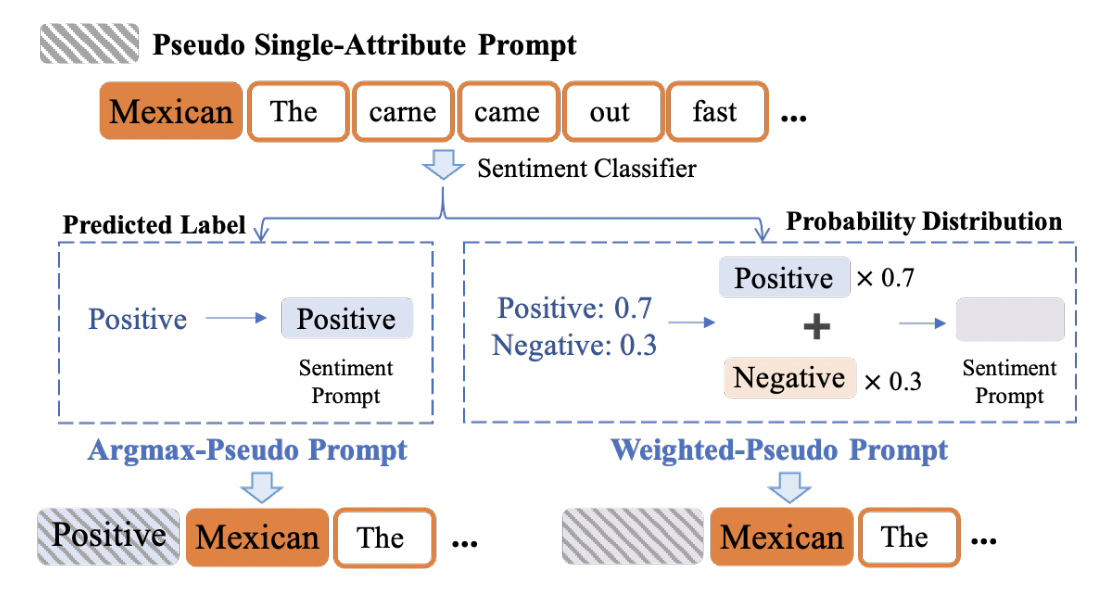 Pseudo Single-Attribute Prompt
Mexican The carne came out fast ...
Sentiment Classifier
Predicted Label
Probability Distribution
Positive
Positive
Sentiment
Prompt
Positive: 0.7
Negative: 0.3
Positive × 0.7
+
Negative × 0.3
Sentiment
Prompt
Argmax-Pseudo Prompt
Weighted-Pseudo Prompt
Positive Mexican The ...
Mexican The ...